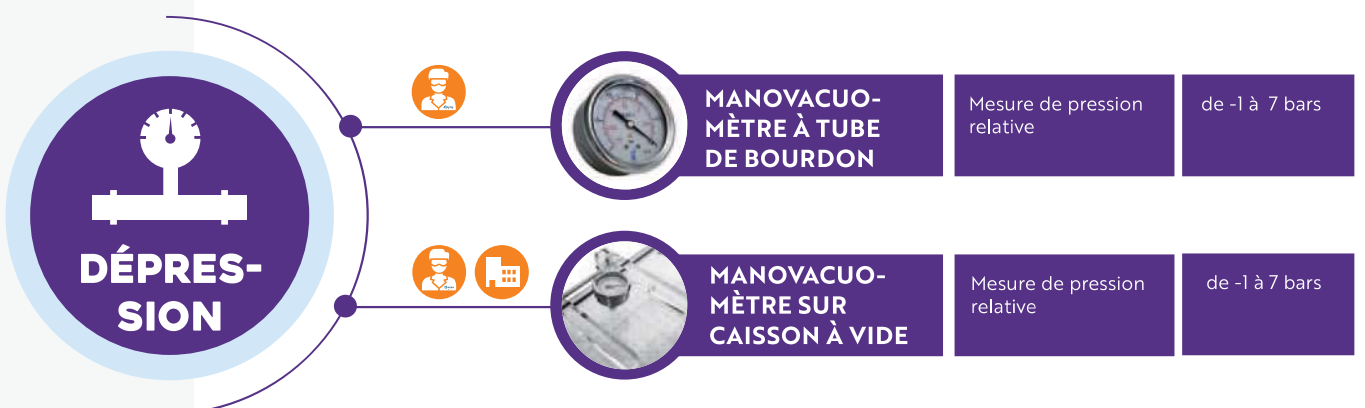 DÉPRES-
SION
MANOVACUO-
MÈTRE À TUBE
DE BOURDON
Mesure de pression
relative
de -1 à 7 bars
MANOVACUO-
MÈTRE SUR
CAISSON À VIDE
Mesure de pression
relative
de -1 à 7 bars